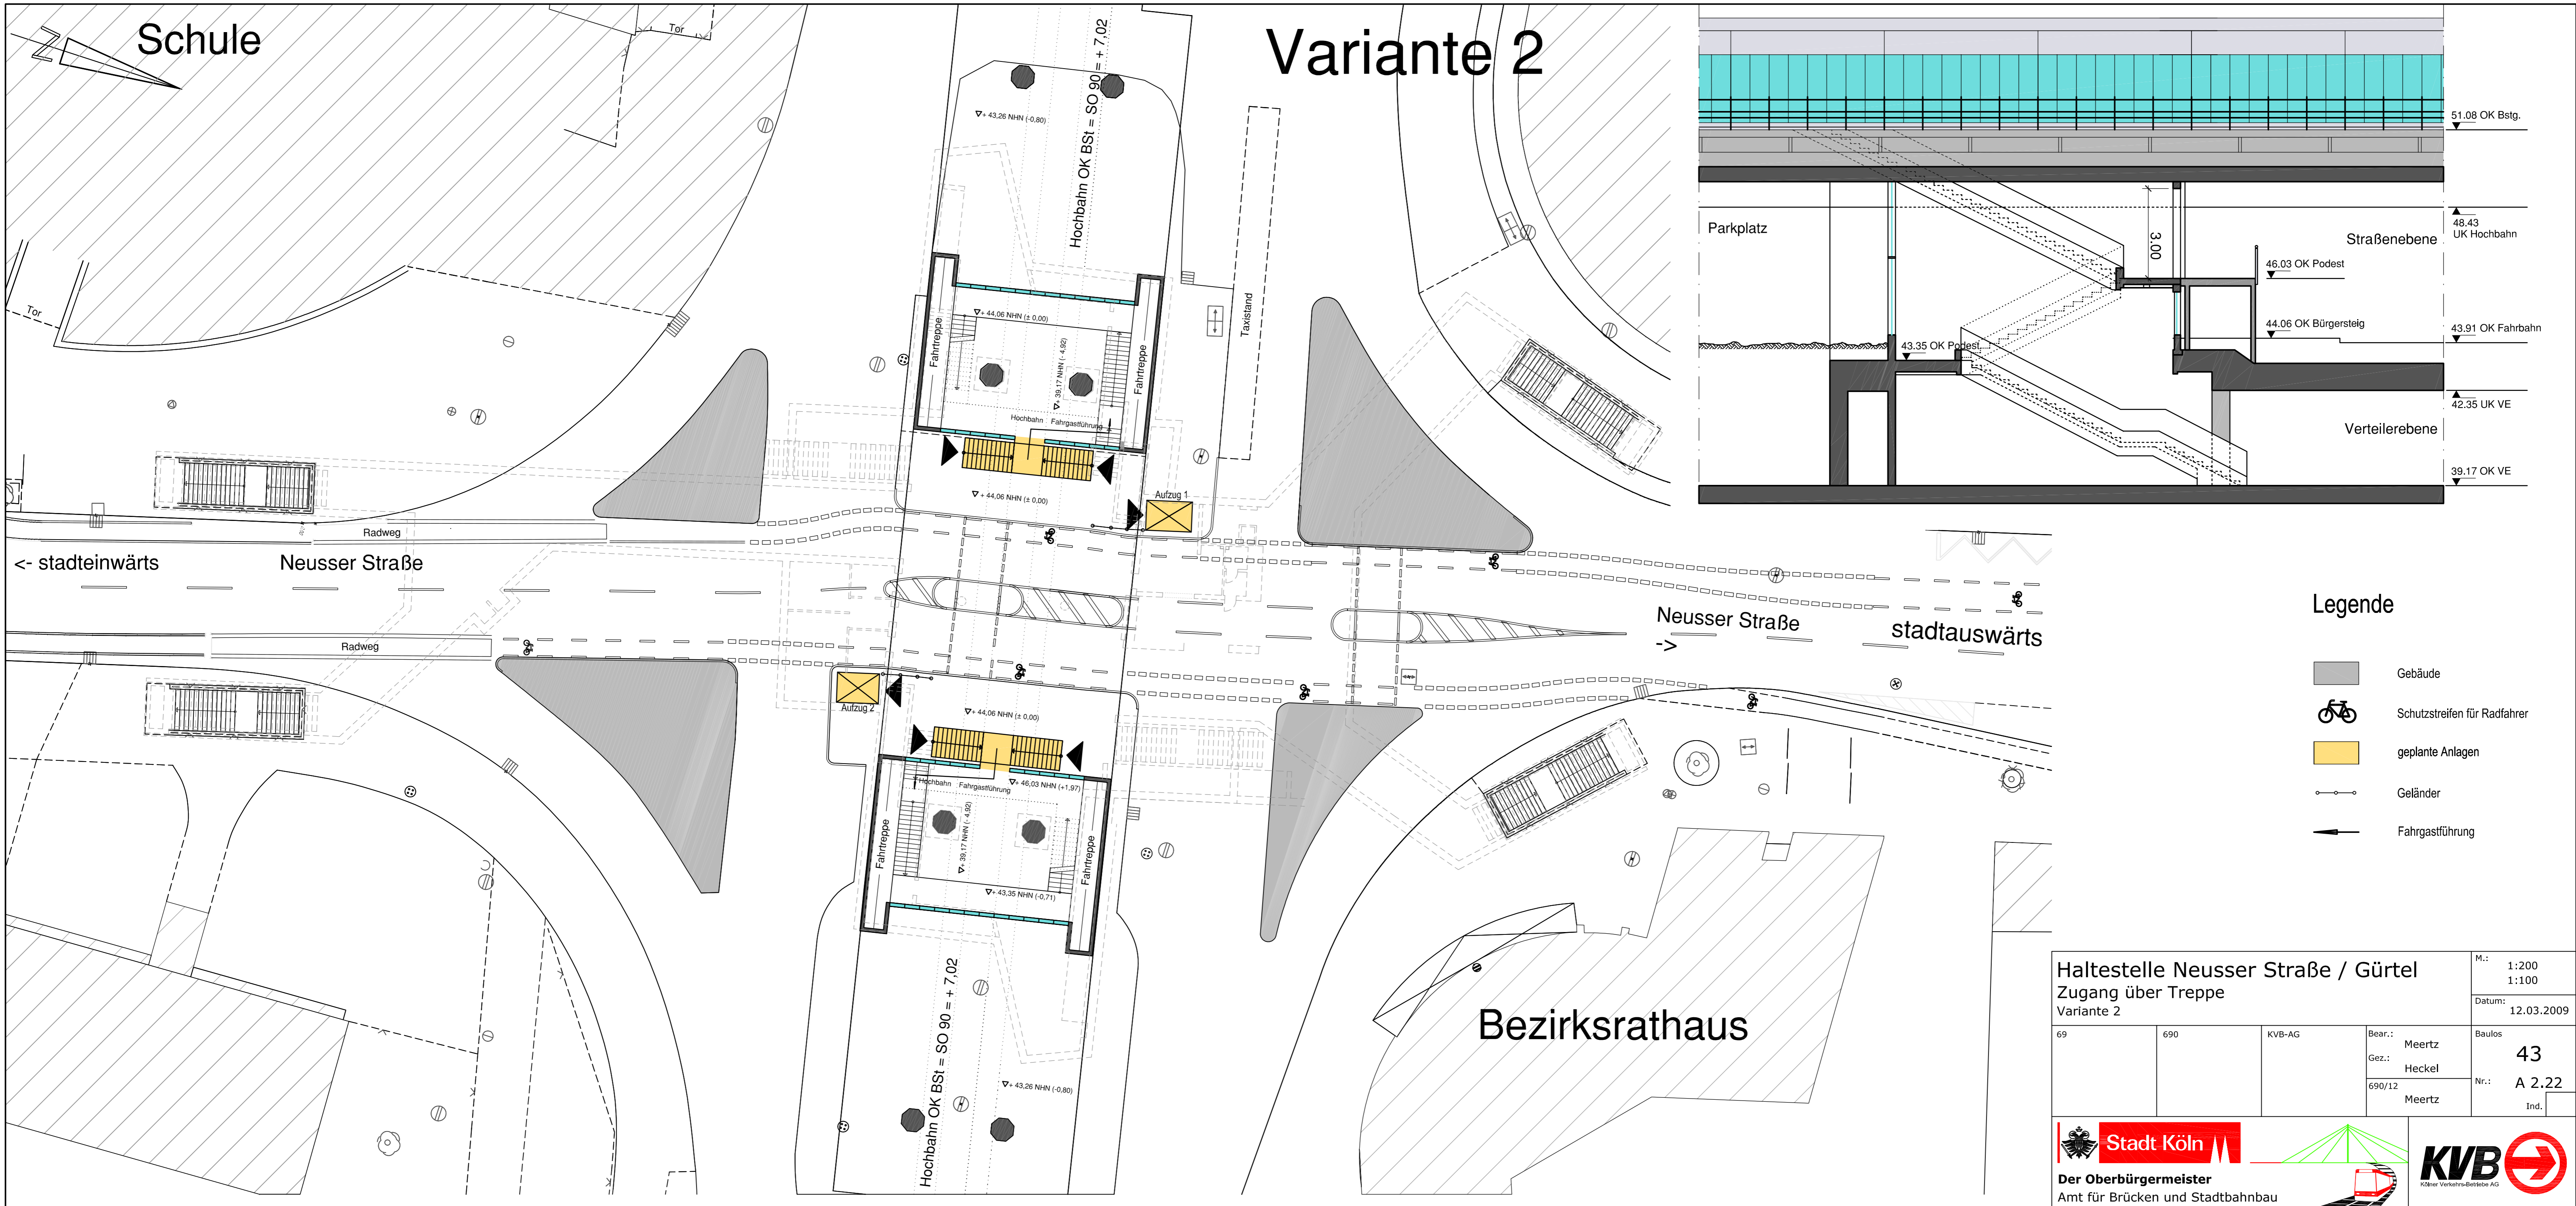 Schule
N
Tor
Variante 2
Hochbahn OK BSt = SO 90 = + 7,02
+ 43,26 NHN (-0,80)
Tor
Taxistand
Fahrtreppe
+ 44,06 NHN (± 0,00)
+ 39,17 NHN (- 4,92)
Fahrtreppe
Hochbahn Fahrgastführung
+ 44,06 NHN (± 0,00)
Aufzug 1
Radweg
<- stadteinwärts
Neusser Straße
Radweg
Neusser Straße
->
stadtauswärts
Aufzug 2
+ 44,06 NHN (± 0,00)
Hochbahn Fahrgastführung
+ 46,03 NHN (+1,97)
Fahrtreppe
+ 39,17 NHN (- 4,92)
Fahrtreppe
+ 43,35 NHN (-0,71)
Hochbahn OK BSt = SO 90 = + 7,02
+ 43,26 NHN (-0,80)
Bezirksrathaus
51.08 OK Bstg.
Parkplatz
48.43
UK Hochbahn
Straßenebene
3.00
46.03 OK Podest
44.06 OK Bürgersteig
43.91 OK Fahrbahn
43.35 OK Podest
42.35 UK VE
Verteilerebene
39.17 OK VE
Legende
Gebäude
Schutzstreifen für Radfahrer
geplante Anlagen
Geländer
Fahrgastführung
Haltestelle Neusser Straße / Gürtel
Zugang über Treppe
Variante 2
M.:
1:200
1:100
Datum:
12.03.2009
69
690
KVB-AG
Bear.:
Meertz
Gez.:
Heckel
690/12
Meertz
Baulos
43
Nr.:
A 2.22
Ind.
Stadt Köln
Der Oberbürgermeister
Amt für Brücken und Stadtbahnbau
KVB
Kölner Verkehrs-Betriebe AG